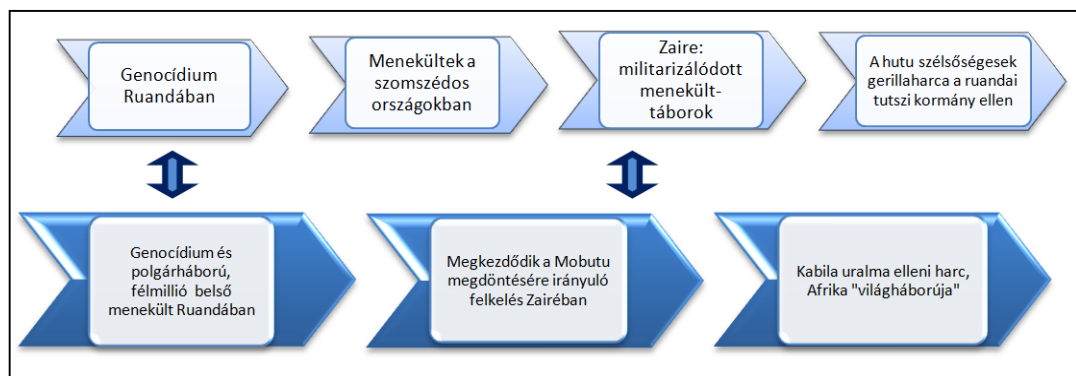 Genocídium
Ruandában
Menekültek a
szomszédos
országokban
Zaire:
militarizálódott
menekült-
táborok
A hutu szélsőségesek
gerillaharca a ruandai
tutszi kormány ellen
Genocídium és
polgárháború,
félmillió belső
menekült Ruandában
Megkezdődik a Mobutu
megdöntésére irányuló
felkelés Zairéban
Kabila uralma elleni harc,
Afrika "világháborúja"